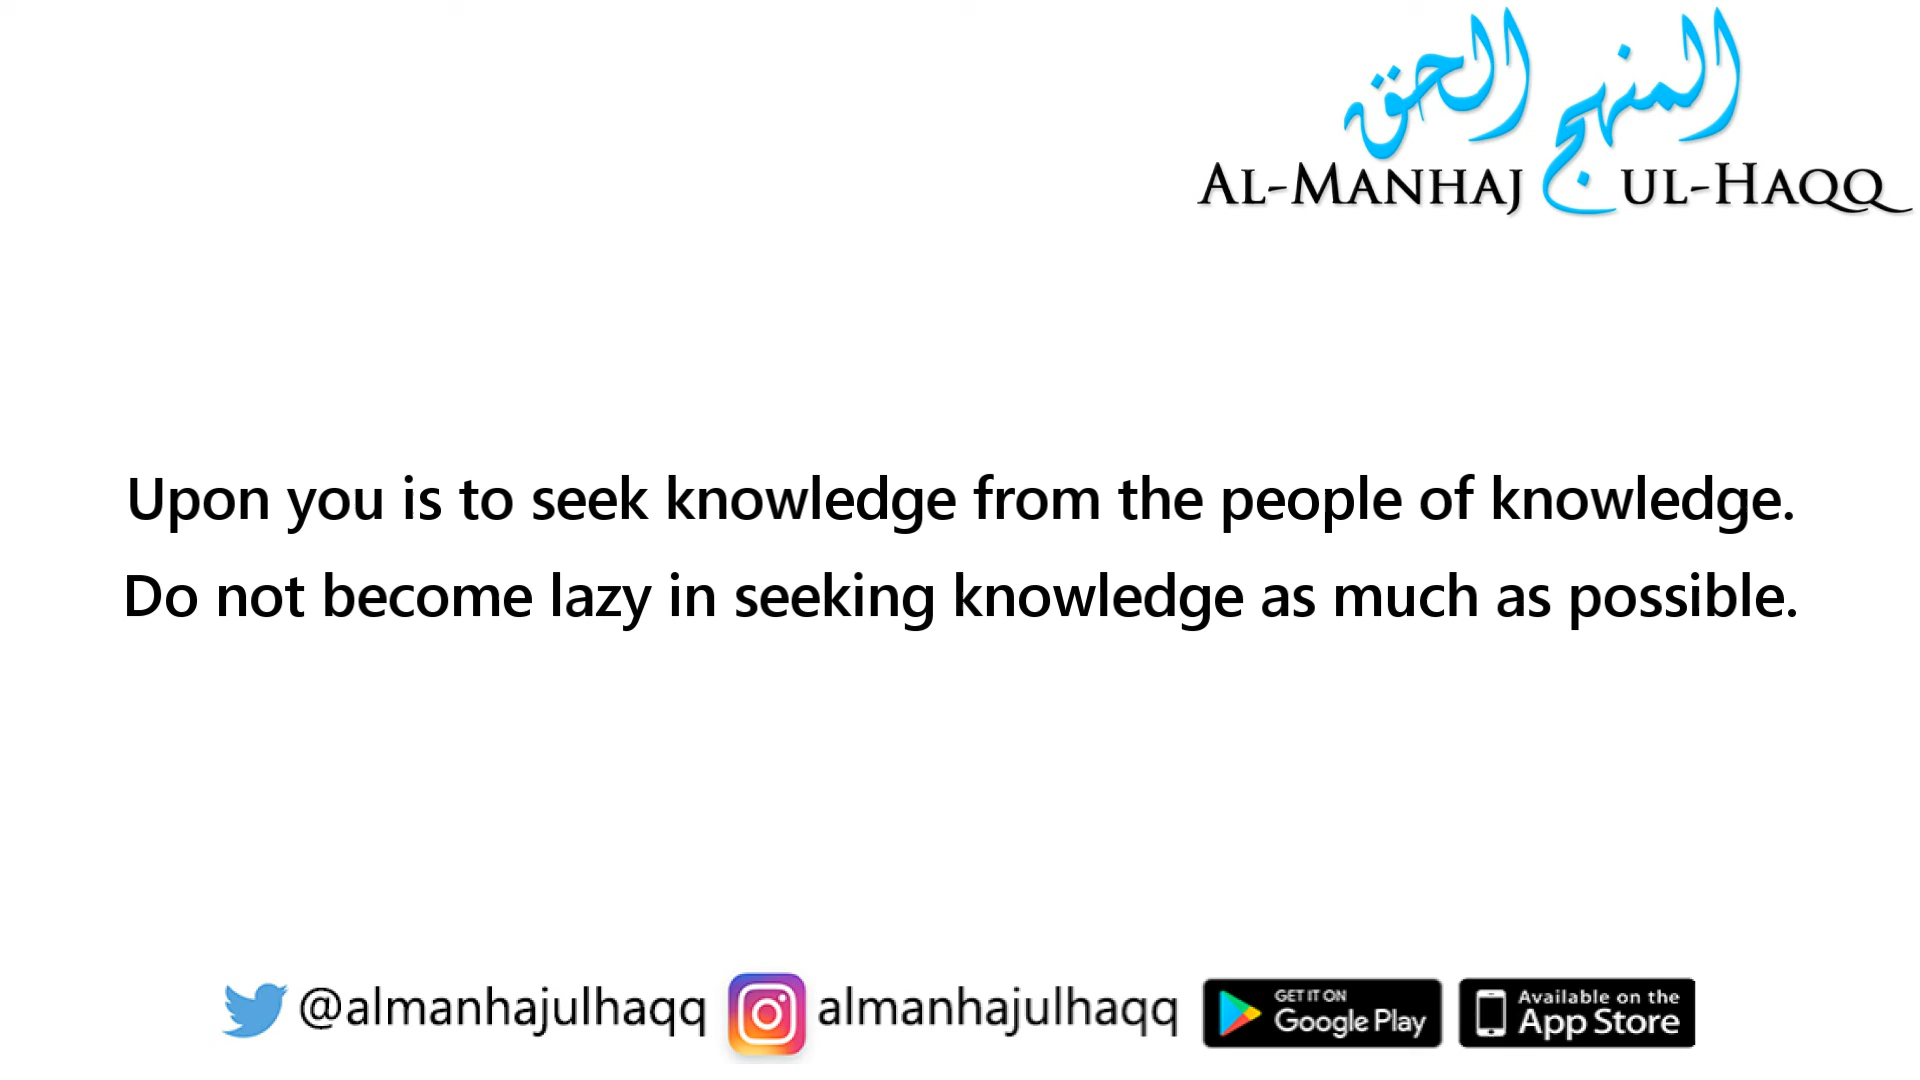 المنهج الحق
AL-MANHAJ UL-HAQQ
Upon you is to seek knowledge from the people of knowledge.
Do not become lazy in seeking knowledge as much as possible.
@almanhajulhaqq almanhajulhaqq GET IT ON Google Play Available on the App Store